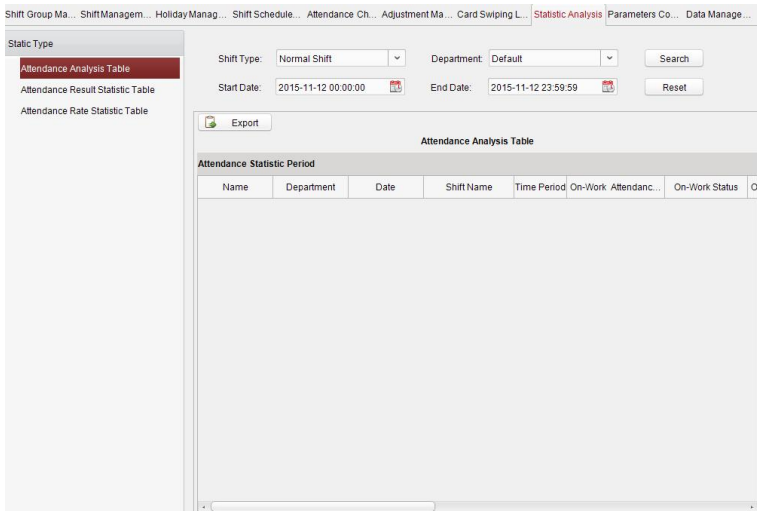 Shift Group Ma... Shift Managem... Holiday Manag... Shift Schedule... Attendance Ch... Adjustment Ma... Card Swiping L... Statistic Analysis Parameters Co... Data Manage...
Static Type
Attendance Analysis Table
Attendance Result Statistic Table
Attendance Rate Statistic Table
Shift Type: Normal Shift Department: Default Search
Start Date: 2015-11-12 00:00:00 End Date: 2015-11-12 23:59:59 Reset
Export
Attendance Analysis Table
Attendance Statistic Period
Name Department Date Shift Name Time Period On-Work Attendanc... On-Work Status O